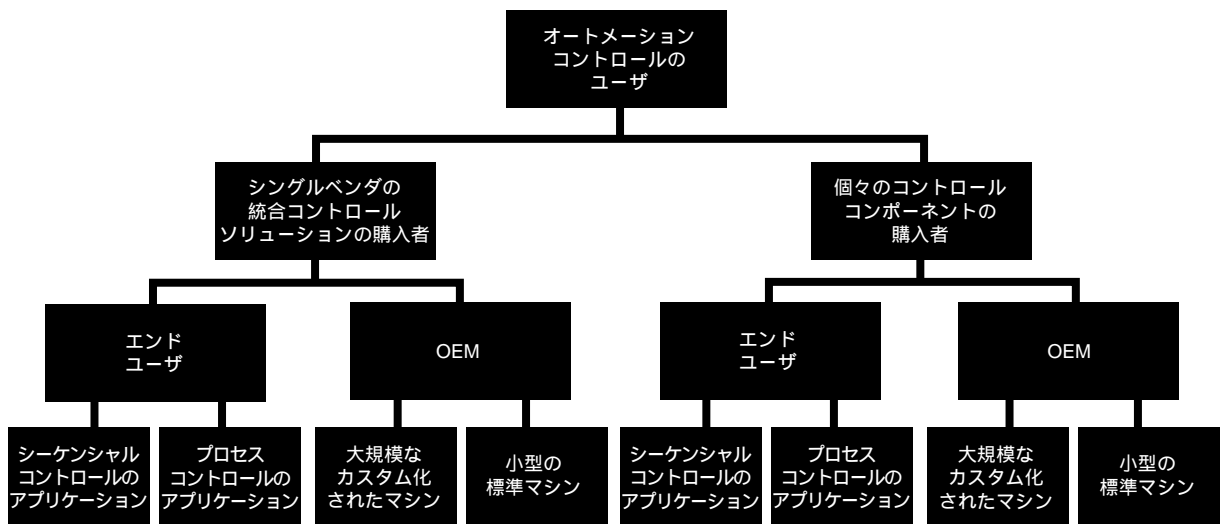 オートメーション
コントロールの
ユーザ
シングルベンダの
統合コントロール
ソリューションの購入者
個々のコントロール
コンポーネントの
購入者
エンド
ユーザ
OEM
エンド
ユーザ
OEM
シーケンシャル
コントロールの
アプリケーション
プロセス
コントロールの
アプリケーション
大規模な
カスタム化
されたマシン
小型の
標準マシン
シーケンシャル
コントロールの
アプリケーション
プロセス
コントロールの
アプリケーション
大規模な
カスタム化
されたマシン
小型の
標準マシン